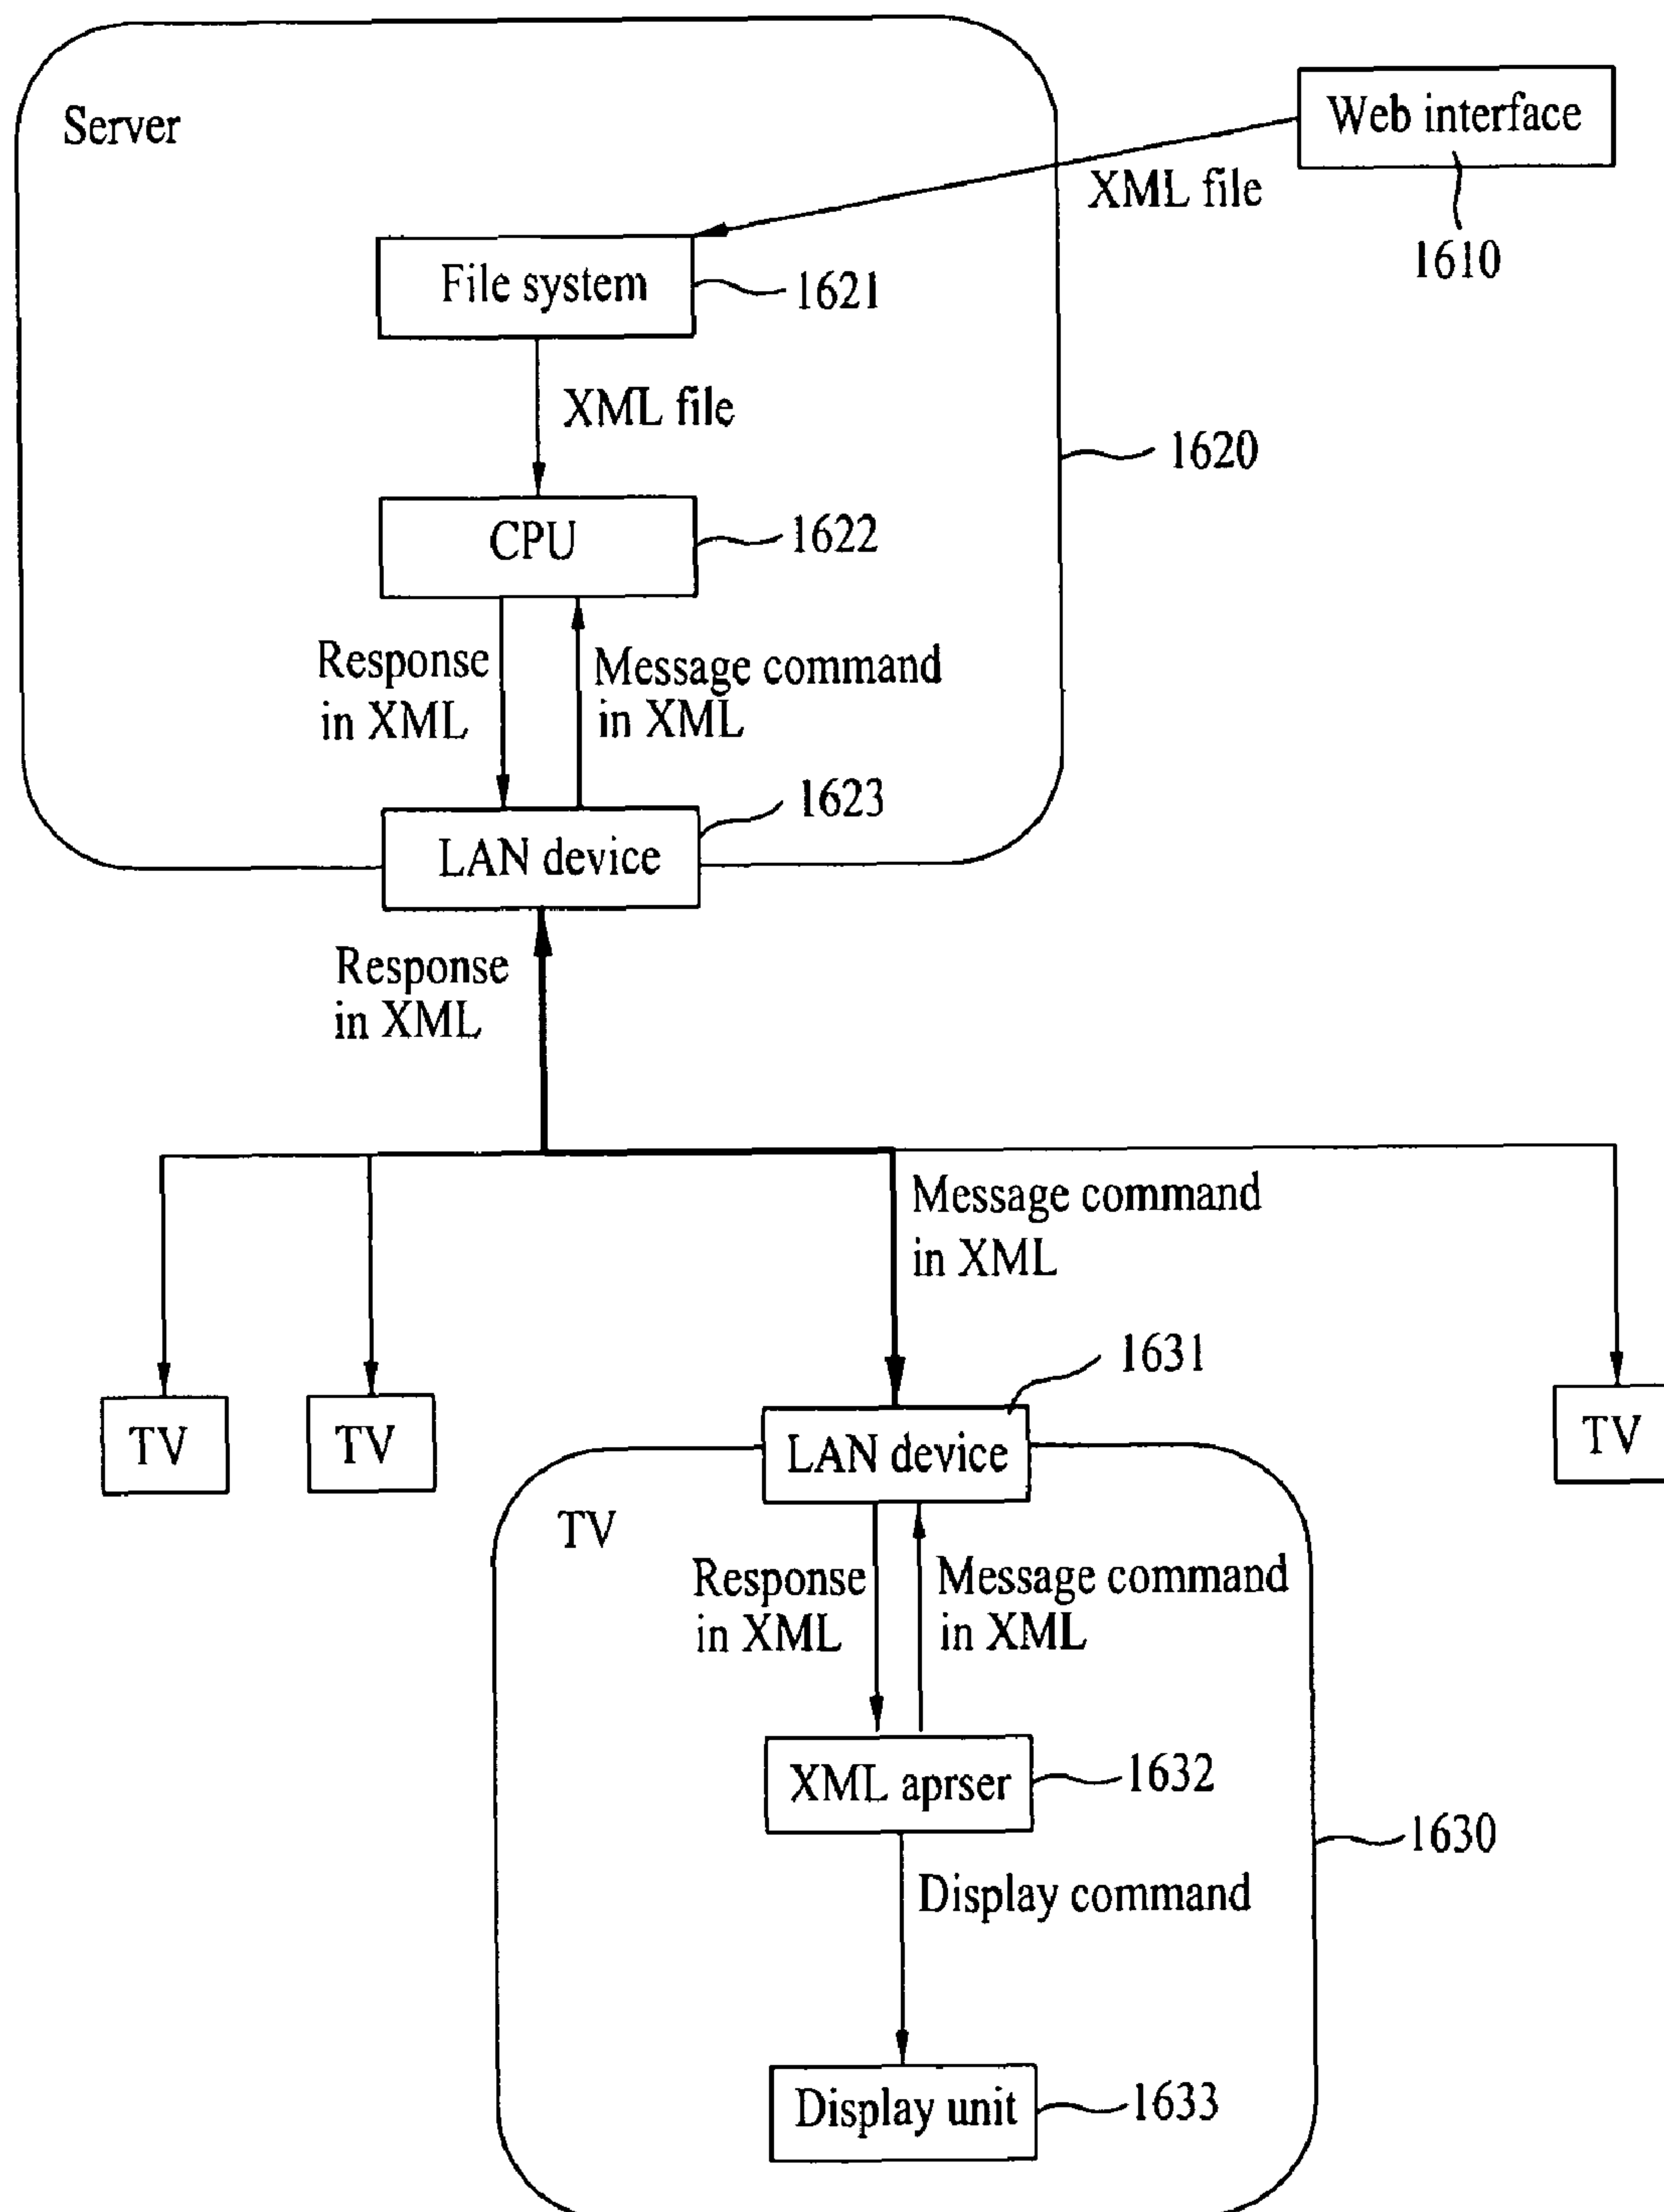 Server
Web interface
XML file
1610
File system
1621
XML file
1620
CPU
1622
Response
in XML
Message command
in XML
1623
LAN device
Response
in XML
Message command
in XML
1631
TV
TV
LAN device
TV
TV
Response
in XML
Message command
in XML
XML aprser
1632
1630
Display command
Display unit
1633